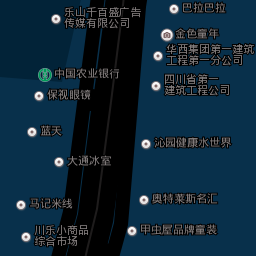 乐山千百盛广告
传媒有限公司
巴拉巴拉
金色童年
华西集团第一建筑
工程第一分公司
中国农业银行
四川省第一
建筑工程公司
保视眼镜
蓝天
沁园健康水世界
大通冰室
马记米线
奥特莱斯名汇
川乐小商品
综合市场
甲虫屋品牌童装